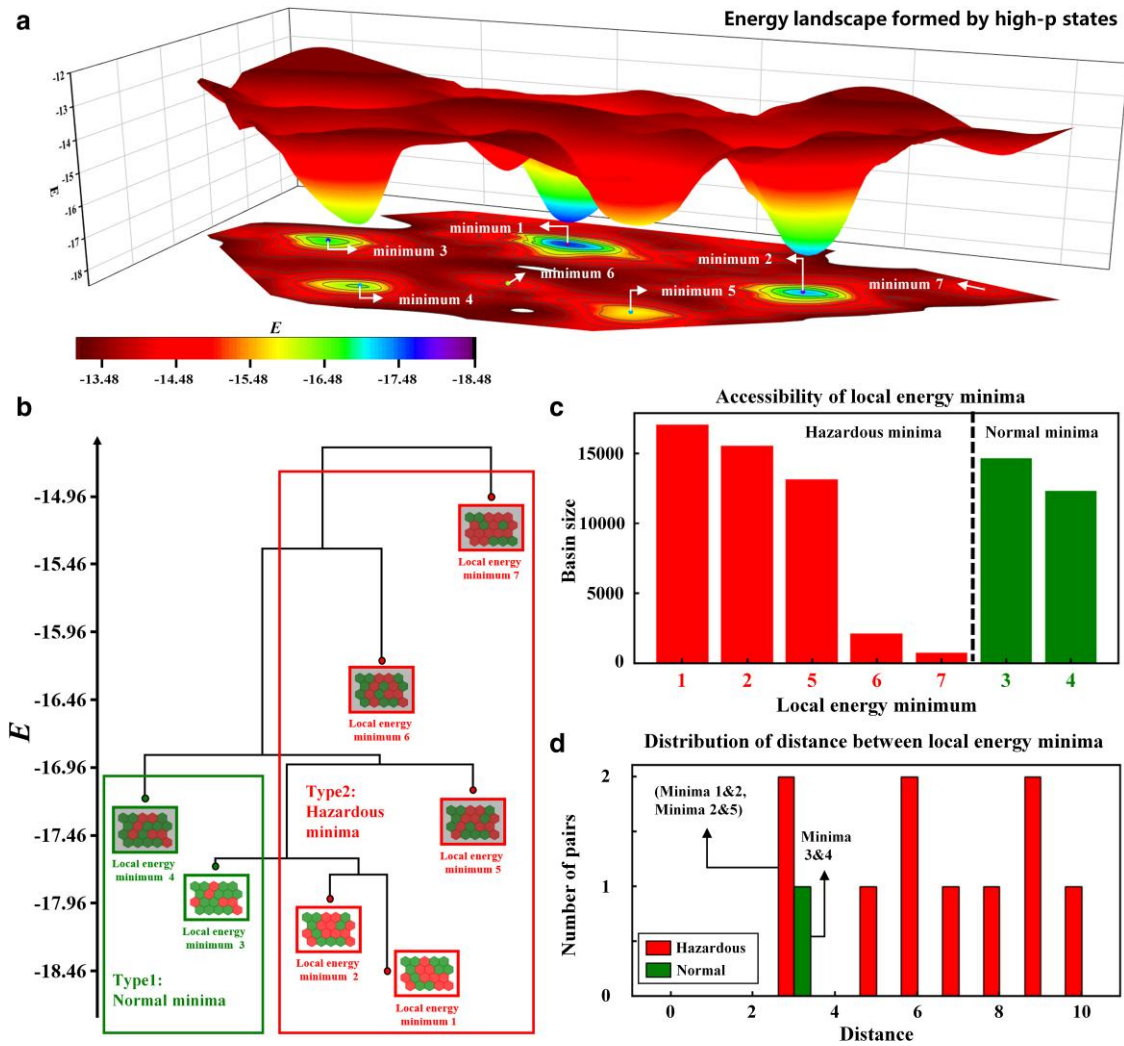 a
Energy landscape formed by high-p states
-12
-13
-14
-15
-16
-17
-18
E
minimum 1
minimum 2
minimum 3
minimum 6
minimum 4
minimum 5
minimum 7
E
-13.48 -14.48 -15.48 -16.48 -17.48 -18.48
b
-14.96
-15.46
-15.96
-16.46
-16.96
-17.46
-17.96
-18.46
E
Local energy
minimum 7
Local energy
minimum 6
Type2:
Hazardous
minima
Local energy
minimum 4
Local energy
minimum 5
Local energy
minimum 3
Local energy
minimum 2
Local energy
minimum 1
Type1:
Normal minima
c
Accessibility of local energy minima
Hazardous minima
Normal minima
15000
10000
5000
0
Basin size
1 2 5 6 7 3 4
Local energy minimum
d
Distribution of distance between local energy minima
2
1
0
Number of pairs
(Minima 1&2,
Minima 2&5)
Minima
3&4
Hazardous
Normal
0 2 4 6 8 10
Distance